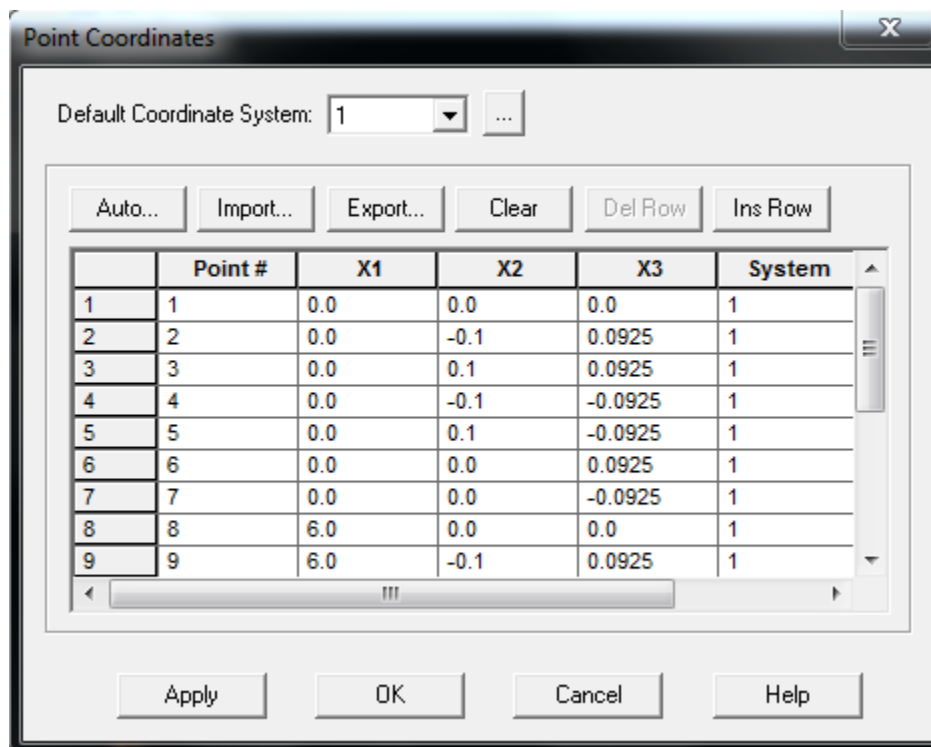 Point Coordinates
Default Coordinate System: 1 ...
Auto... Import... Export... Clear Del Row Ins Row
Point # X1 X2 X3 System
1 1 0.0 0.0 0.0 1
2 2 0.0 -0.1 0.0925 1
3 3 0.0 0.1 0.0925 1
4 4 0.0 -0.1 -0.0925 1
5 5 0.0 0.1 -0.0925 1
6 6 0.0 0.0 0.0925 1
7 7 0.0 0.0 -0.0925 1
8 8 6.0 0.0 0.0 1
9 9 6.0 -0.1 0.0925 1
Apply OK Cancel Help